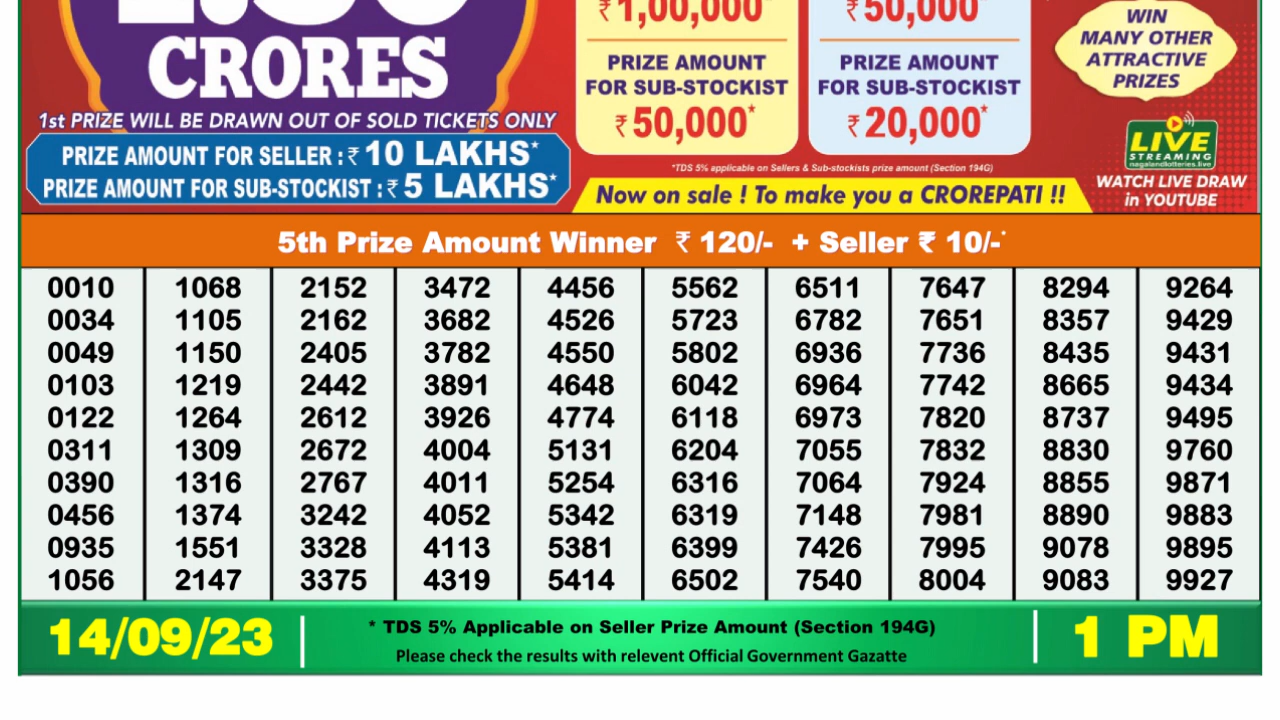 CRORES
1st PRIZE WILL BE DRAWN OUT OF SOLD TICKETS ONLY
PRIZE AMOUNT FOR SELLER : ₹ 10 LAKHS*
PRIZE AMOUNT FOR SUB-STOCKIST : ₹ 5 LAKHS*
₹1,00,000*
PRIZE AMOUNT
FOR SUB-STOCKIST
₹50,000*
₹50,000*
PRIZE AMOUNT
FOR SUB-STOCKIST
₹20,000*
*TDS 5% applicable on Sellers & Sub-stockists prize amount (Section 194G)
Now on sale ! To make you a CROREPATI !!
WIN
MANY OTHER
ATTRACTIVE
PRIZES
LIVE
STREAMING
nagalandlotteries.live
WATCH LIVE DRAW
in YOUTUBE
5th Prize Amount Winner ₹ 120/- + Seller ₹ 10/-*
0010 1068 2152 3472 4456 5562 6511 7647 8294 9264
0034 1105 2162 3682 4526 5723 6782 7651 8357 9429
0049 1150 2405 3782 4550 5802 6936 7736 8435 9431
0103 1219 2442 3891 4648 6042 6964 7742 8665 9434
0122 1264 2612 3926 4774 6118 6973 7820 8737 9495
0311 1309 2672 4004 5131 6204 7055 7832 8830 9760
0390 1316 2767 4011 5254 6316 7064 7924 8855 9871
0456 1374 3242 4052 5342 6319 7148 7981 8890 9883
0935 1551 3328 4113 5381 6399 7426 7995 9078 9895
1056 2147 3375 4319 5414 6502 7540 8004 9083 9927
14/09/23
* TDS 5% Applicable on Seller Prize Amount (Section 194G)
Please check the results with relevent Official Government Gazatte
1 PM